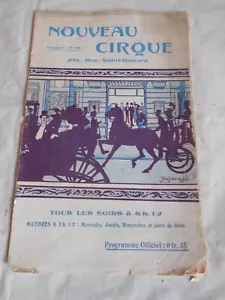 NOUVEAU
CIRQUE
251, Rue Saint-Honoré
TOUS LES SOIRS à 8 h. 1/2
MATINÉES à 2 h. 1/2 : Mercredis, Jeudis, Dimanches et jours de fêtes
Programme Officiel : 0 fr. 35